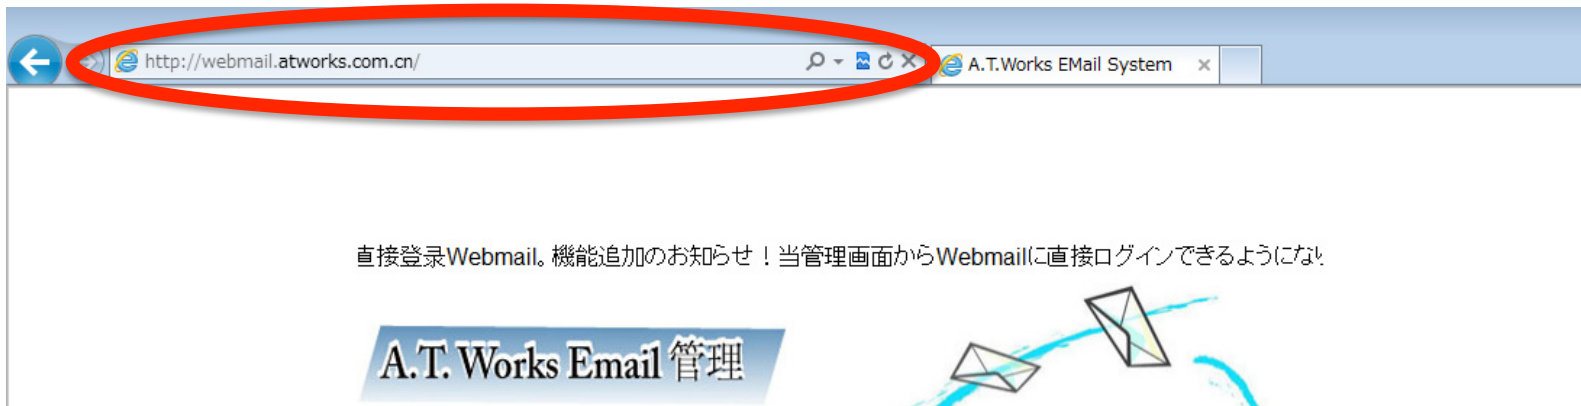 http://webmail.atworks.com.cn/
A.T.Works EMail System
直接登录Webmail。機能追加のお知らせ！当管理画面からWebmailに直接ログインできるようにな
A.T. Works Email 管理